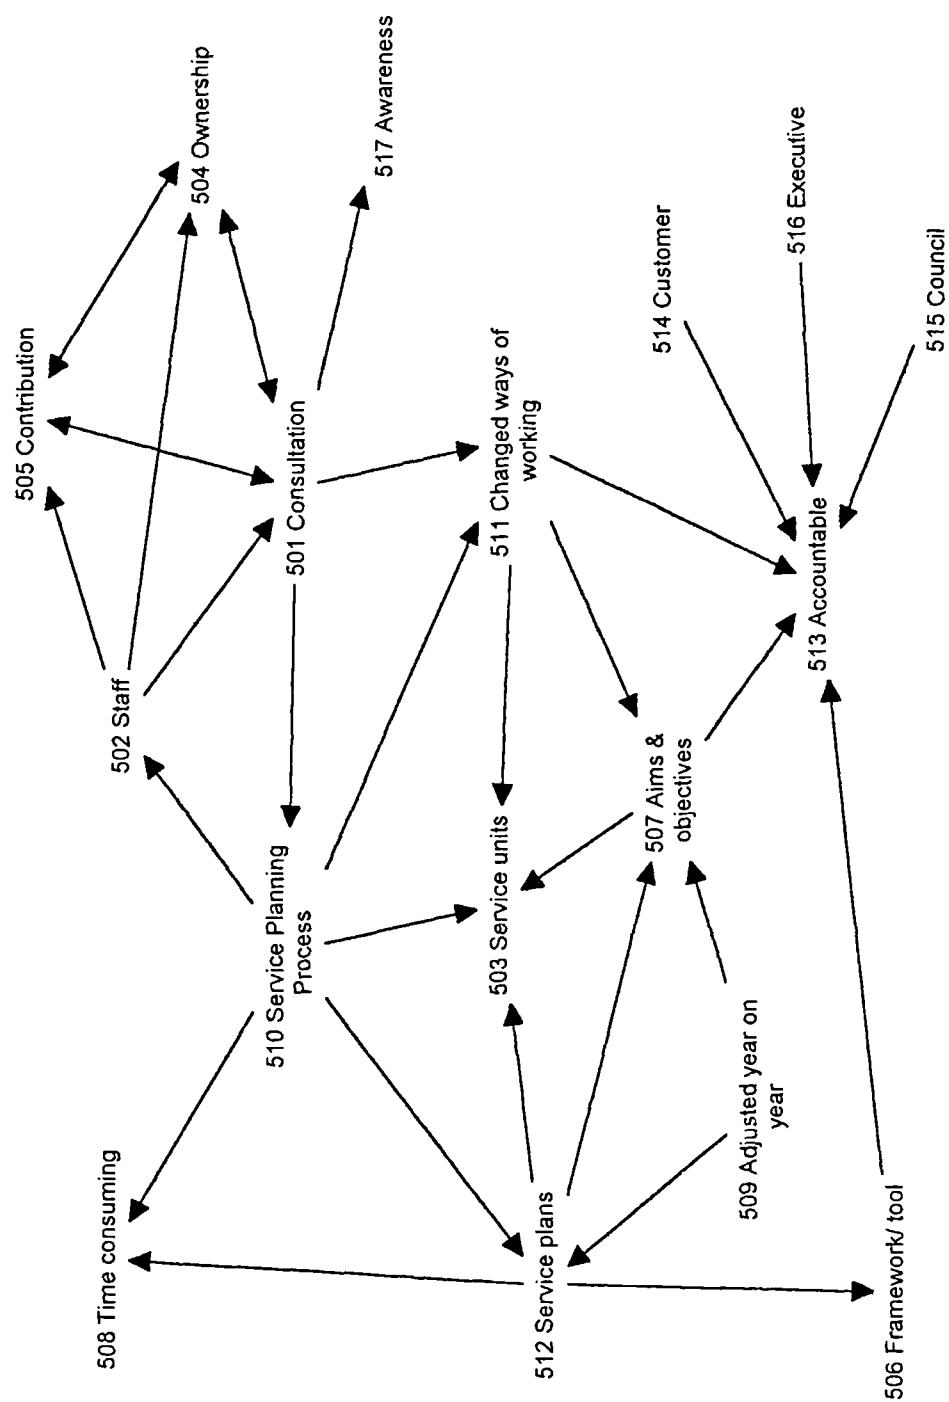 508 Time consuming
502 Staff
505 Contribution
504 Ownership
510 Service Planning
Process
501 Consultation
517 Awareness
512 Service plans
503 Service units
511 Changed ways of
working
509 Adjusted year on
year
507 Aims &
objectives
514 Customer
506 Framework/ tool
513 Accountable
516 Executive
515 Council